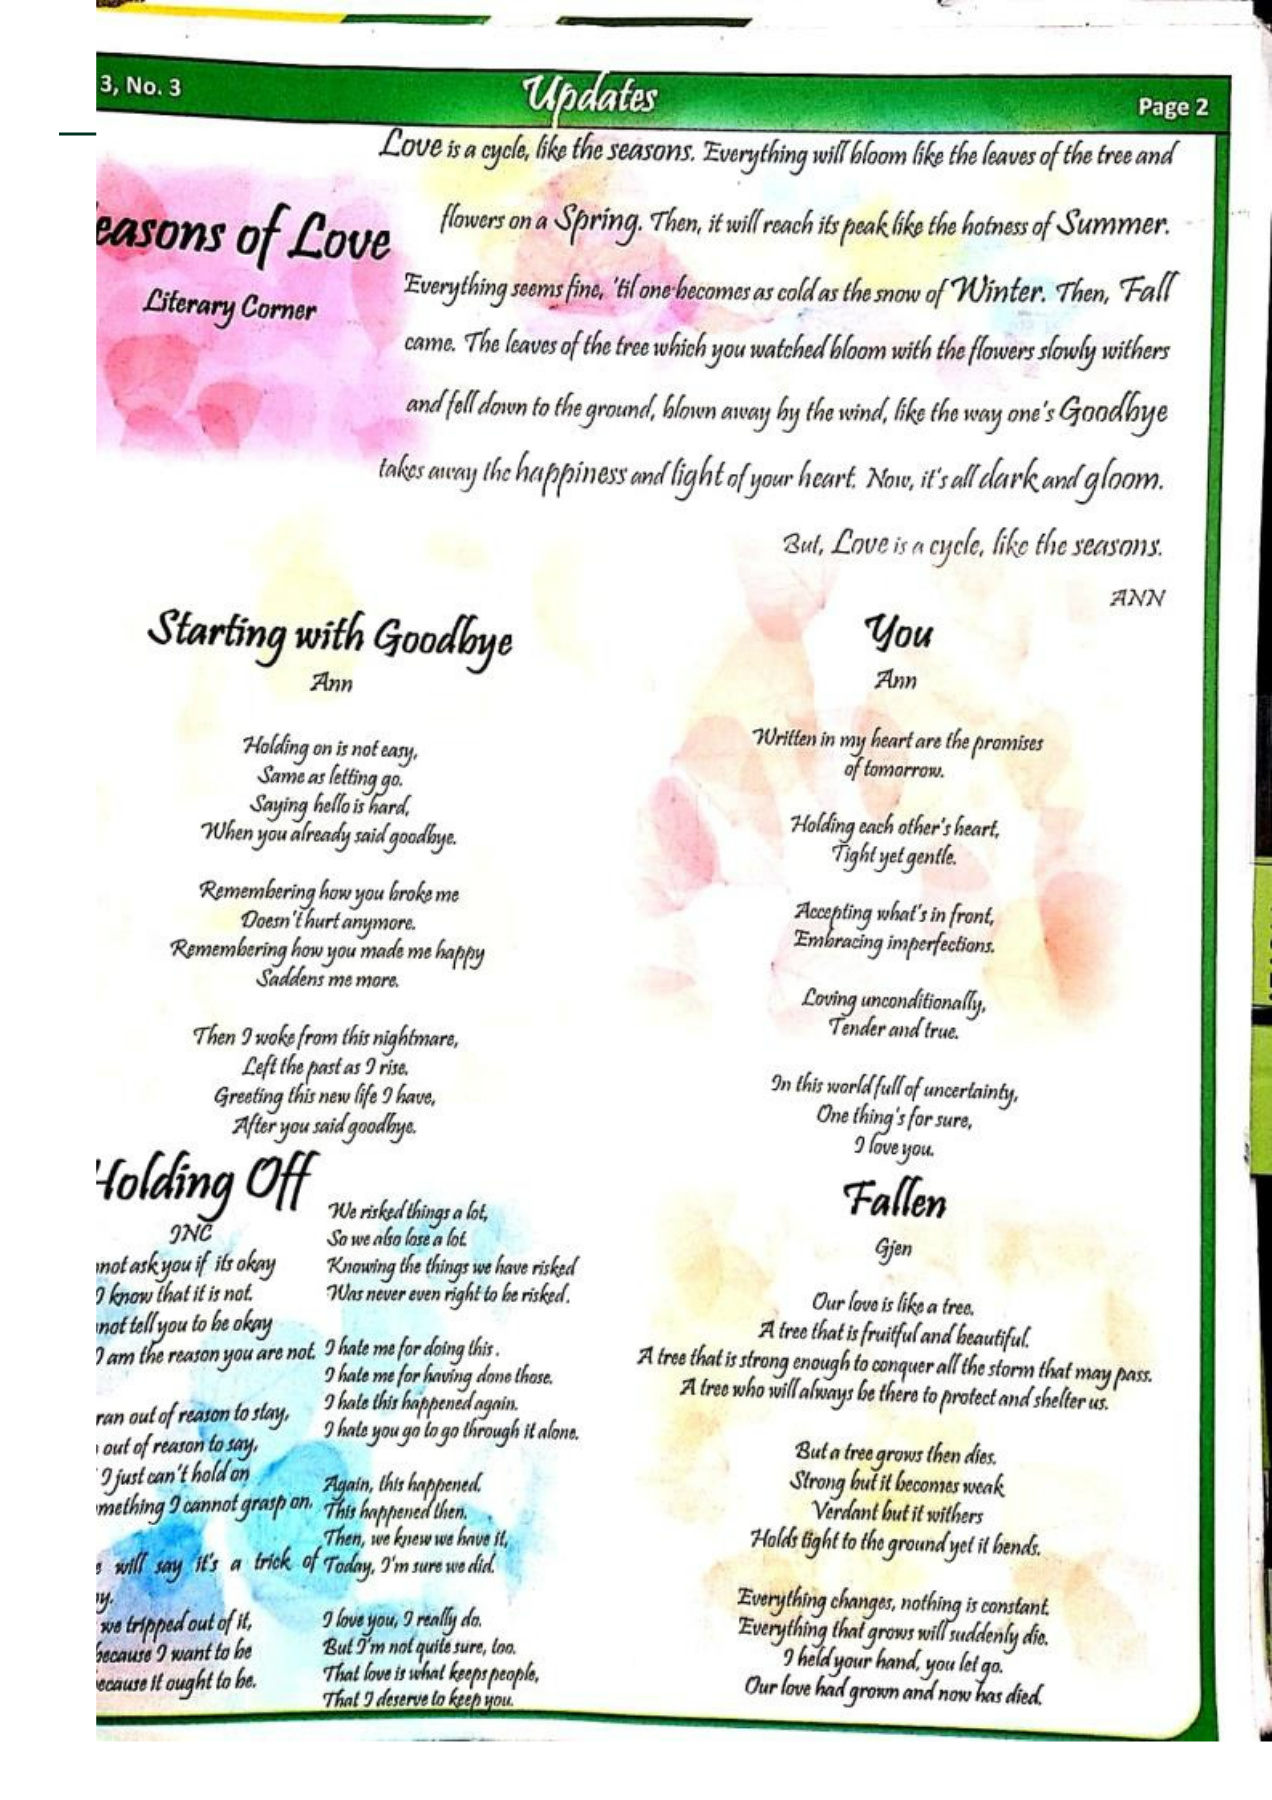 3, No. 3
Updates
Page 2
easons of Love
Literary Corner
Love is a cycle, like the seasons. Everything will bloom like the leaves of the tree and
flowers on a Spring. Then, it will reach its peak like the hotness of Summer.
Everything seems fine, 'til one becomes as cold as the snow of Winter. Then, Fall
came. The leaves of the tree which you watched bloom with the flowers slowly withers
and fell down to the ground, blown away by the wind, like the way one's Goodbye
takes away the happiness and light of your heart. Now, it's all dark and gloom.
But, Love is a cycle, like the seasons.
ANN
Starting with Goodbye
Ann
Holding on is not easy,
Same as letting go.
Saying hello is hard,
When you already said goodbye.
Remembering how you broke me
Doesn't hurt anymore.
Remembering how you made me happy
Saddens me more.
Then I woke from this nightmare,
Left the past as I rise.
Greeting this new life I have,
After you said goodbye.
You
Ann
Written in my heart are the promises
of tomorrow.
Holding each other's heart,
Tight yet gentle.
Accepting what's in front,
Embracing imperfections.
Loving unconditionally,
Tender and true.
In this world full of uncertainty,
One thing's for sure,
I love you.
Holding Off
INC
not ask you if its okay
I know that it is not.
not tell you to be okay
I am the reason you are not.
ran out of reason to stay,
out of reason to say,
I just can't hold on
mething I cannot grasp on.
e will say it's a trick of
y.
we tripped out of it,
because I want to be
ecause it ought to be.
We risked things a lot,
So we also lose a lot.
Knowing the things we have risked
Was never even right to be risked.
I hate me for doing this.
I hate me for having done those.
I hate this happened again.
I hate you go to go through it alone.
Again, this happened.
This happened then.
Then, we knew we have it,
Today, I'm sure we did.
I love you, I really do.
But I'm not quite sure, too.
That love is what keeps people,
That I deserve to keep you.
Fallen
Gjen
Our love is like a tree.
A tree that is fruitful and beautiful.
A tree that is strong enough to conquer all the storm that may pass.
A tree who will always be there to protect and shelter us.
But a tree grows then dies.
Strong but it becomes weak
Verdant but it withers
Holds tight to the ground yet it bends.
Everything changes, nothing is constant.
Everything that grows will suddenly die.
I held your hand, you let go.
Our love had grown and now has died.